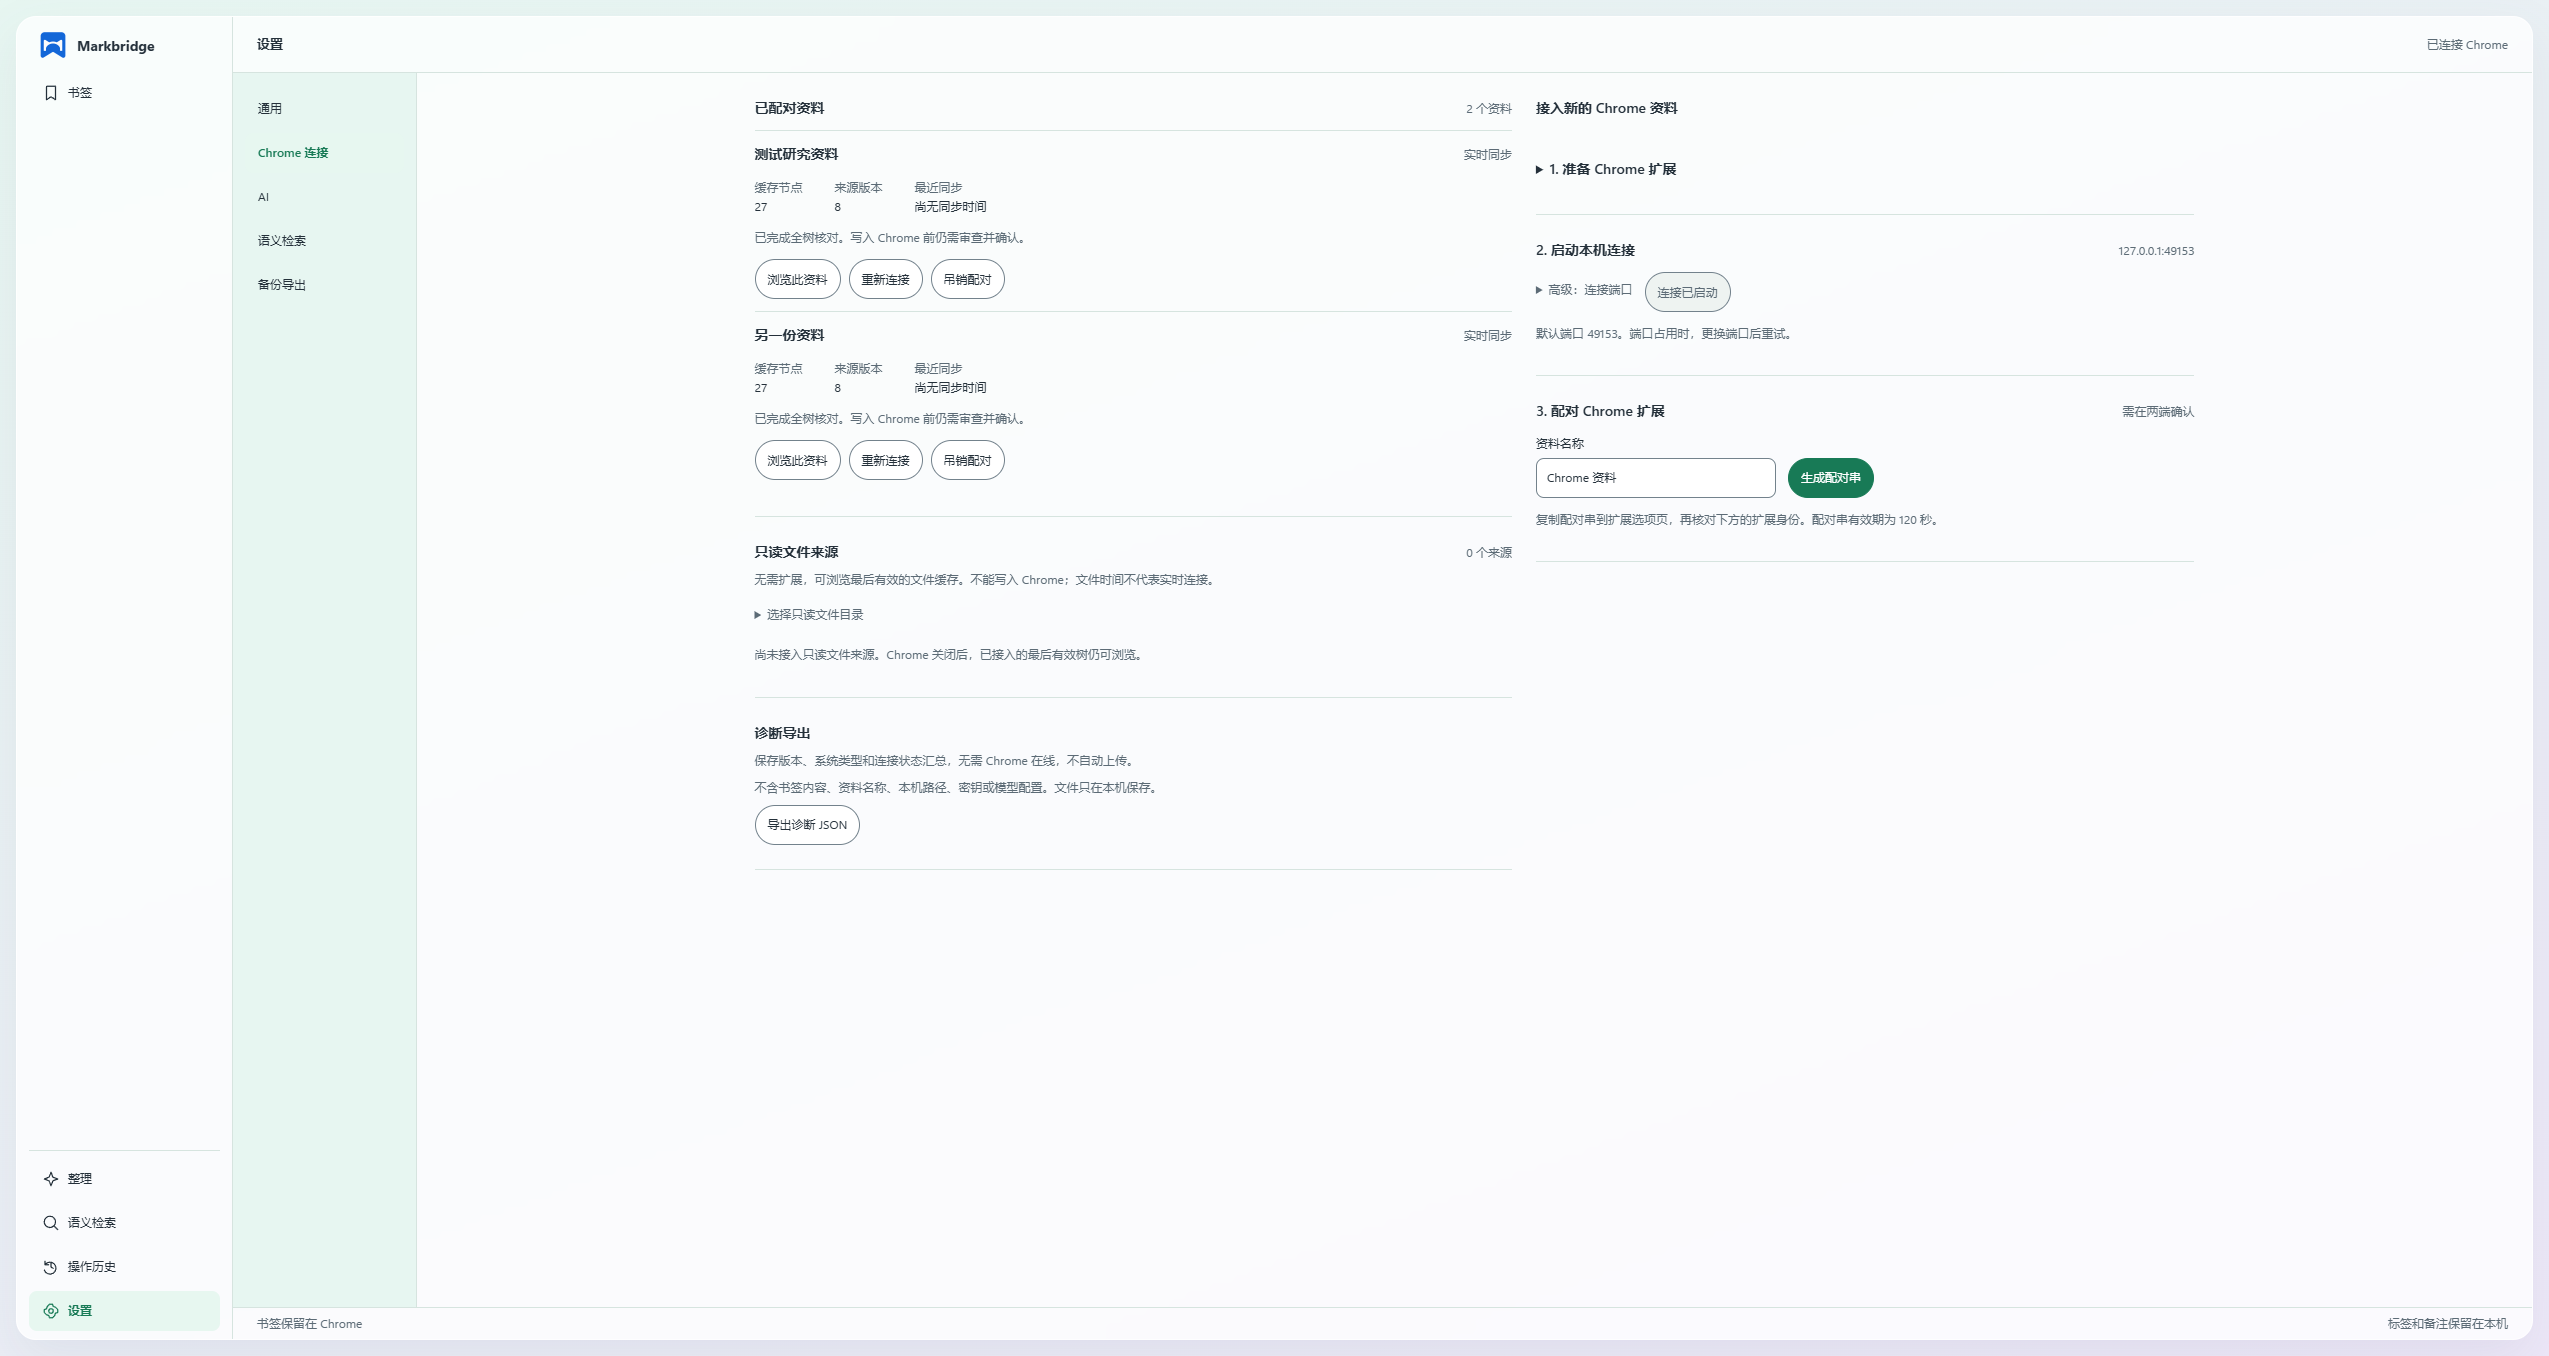 Markbridge
书签
整理
语义检索
操作历史
设置
设置
已连接 Chrome
通用
Chrome 连接
AI
语义检索
备份导出
已配对资料
2 个资料
测试研究资料
实时同步
缓存节点 来源版本 最近同步
27 8 尚无同步时间
已完成全树核对。写入 Chrome 前仍需审查并确认。
浏览此资料 重新连接 吊销配对
另一份资料
实时同步
缓存节点 来源版本 最近同步
27 8 尚无同步时间
已完成全树核对。写入 Chrome 前仍需审查并确认。
浏览此资料 重新连接 吊销配对
只读文件来源
0 个来源
无需扩展，可浏览最后有效的文件缓存。不能写入 Chrome；文件时间不代表实时连接。
选择只读文件目录
尚未接入只读文件来源。Chrome 关闭后，已接入的最后有效树仍可浏览。
诊断导出
保存版本、系统类型和连接状态汇总，无需 Chrome 在线，不自动上传。
不含书签内容、资料名称、本机路径、密钥或模型配置。文件只在本机保存。
导出诊断 JSON
接入新的 Chrome 资料
1. 准备 Chrome 扩展
2. 启动本机连接
127.0.0.1:49153
高级：连接端口 连接已启动
默认端口 49153。端口占用时，更换端口后重试。
3. 配对 Chrome 扩展
需在两端确认
资料名称
Chrome 资料 生成配对串
复制配对串到扩展选项页，再核对下方的扩展身份。配对串有效期为 120 秒。
书签保留在 Chrome
标签和备注保留在本机